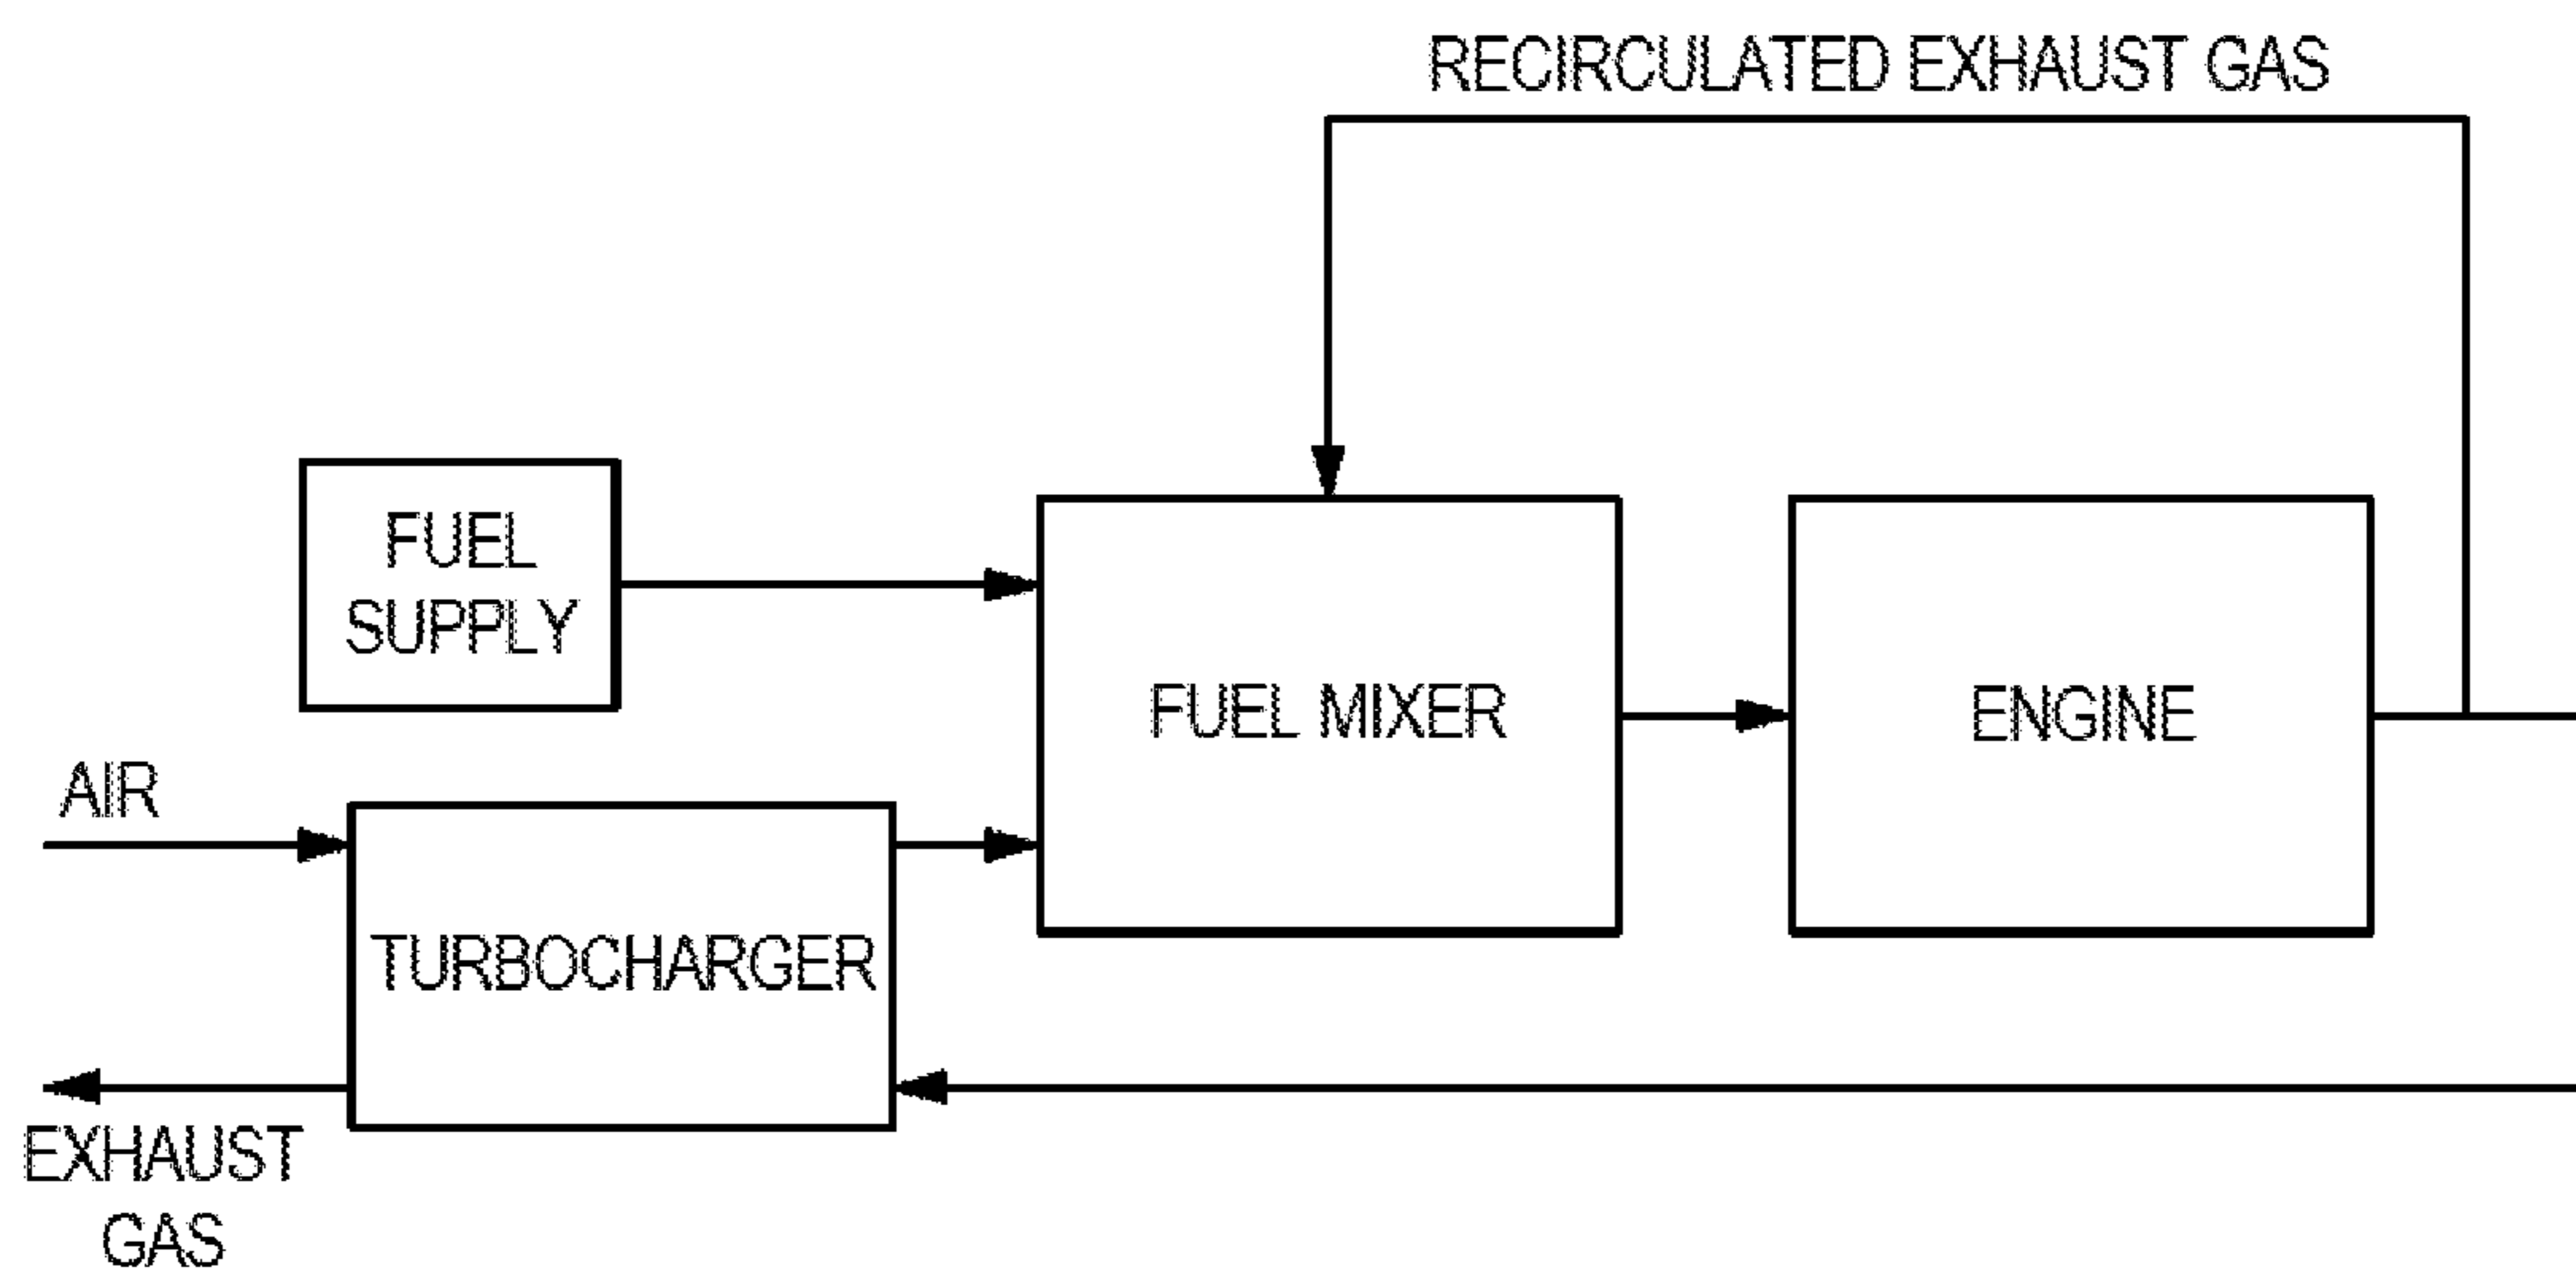 RECIRCULATED EXHAUST GAS
FUEL
SUPPLY
FUEL MIXER
ENGINE
AIR
TURBOCHARGER
EXHAUST
GAS